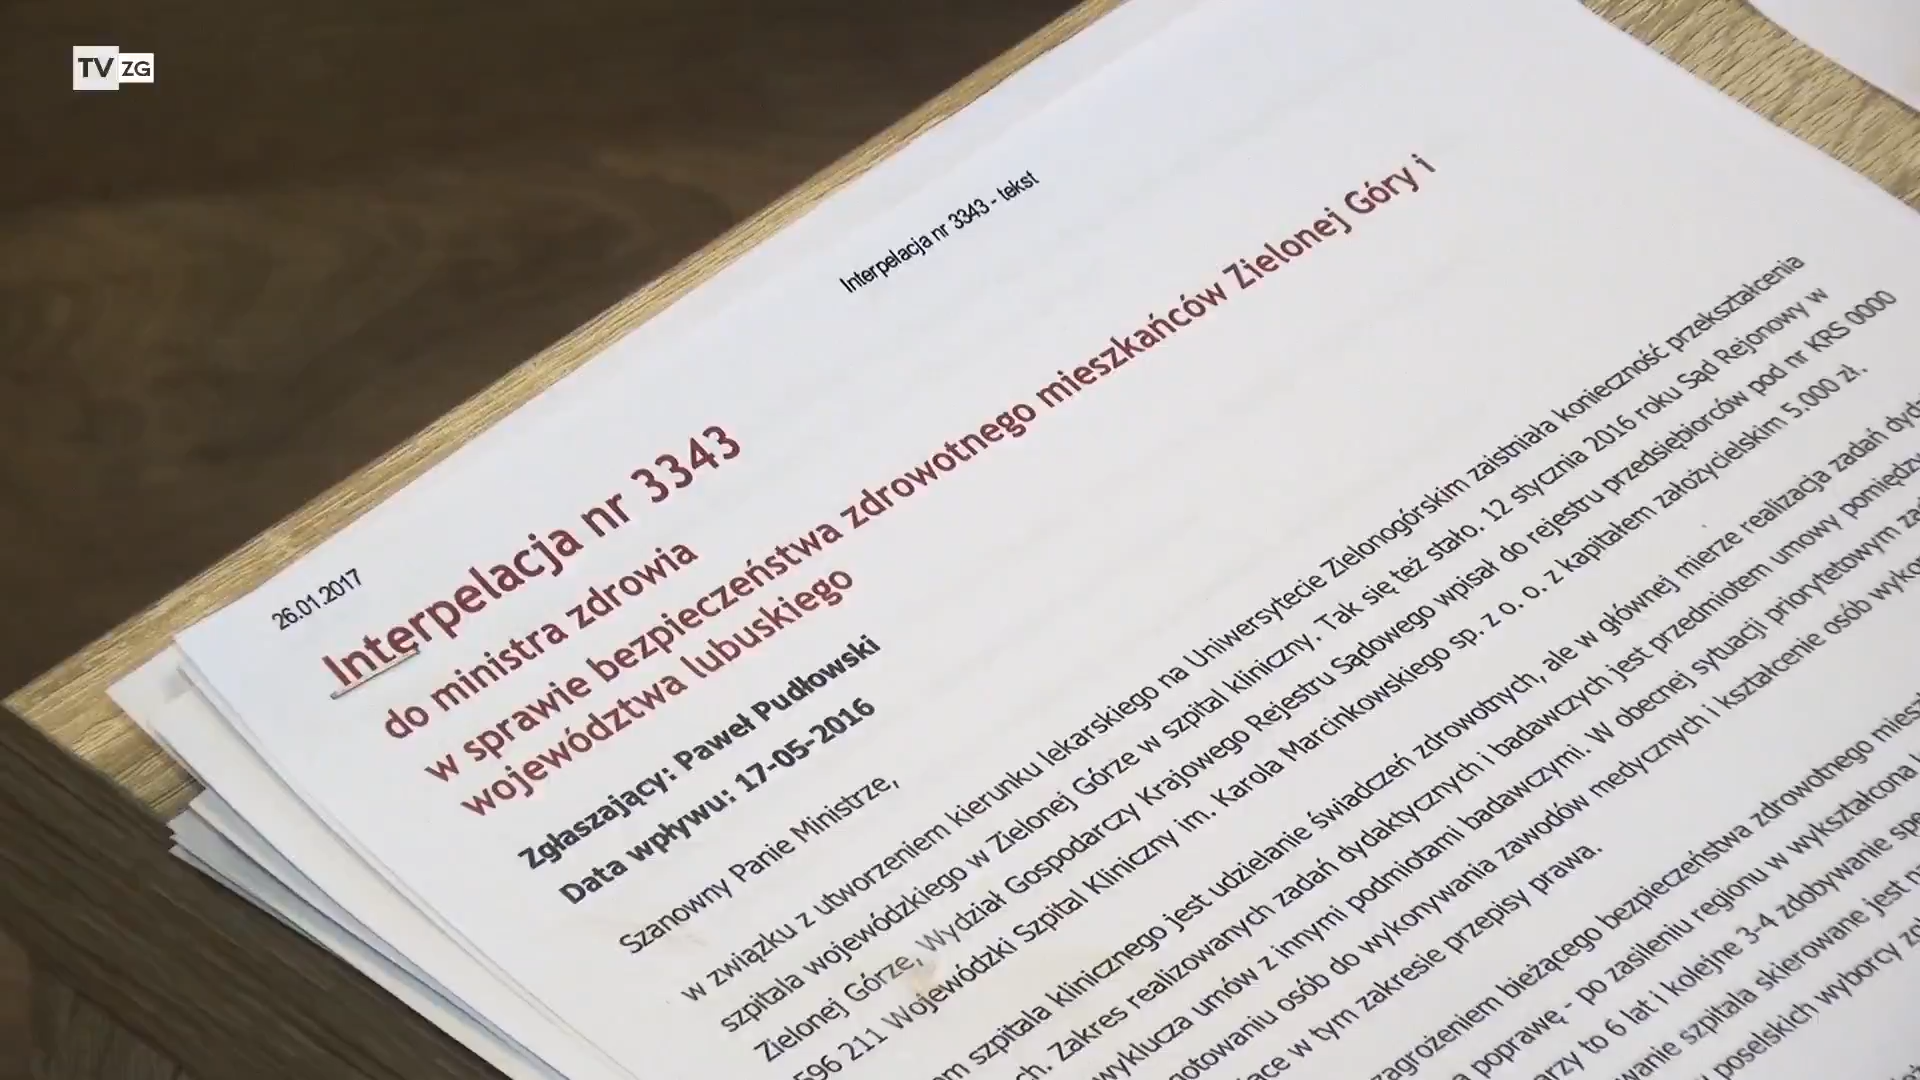 TV ZG
26.01.2017
Interpelacja nr 3343 - tekst
Interpelacja nr 3343
do ministra zdrowia
w sprawie bezpieczeństwa zdrowotnego mieszkańców Zielonej Góry i
województwa lubuskiego
Zgłaszający: Paweł Pudłowski
Data wpływu: 17-05-2016
Szanowny Panie Ministrze,
w związku z utworzeniem kierunku lekarskiego na Uniwersytecie Zielonogórskim zaistniała konieczność przekształcenia
szpitala wojewódzkiego w Zielonej Górze w szpital kliniczny. Tak się też stało. 12 stycznia 2016 roku Sąd Rejonowy w
Zielonej Górze, Wydział Gospodarczy Krajowego Rejestru Sądowego wpisał do rejestru przedsiębiorców pod nr KRS 0000
596 211 Wojewódzki Szpital Kliniczny im. Karola Marcinkowskiego sp. z o. o. z kapitałem założycielskim 5.000 zł.
szpitala klinicznego jest udzielanie świadczeń zdrowotnych, ale w głównej mierze realizacja zadań
Zakres realizowanych zadań dydaktycznych i badawczych jest przedmiotem umowy pomiędzy
wyklucza umów z innymi podmiotami badawczymi. W obecnej sytuacji priorytetowym
osób do wykonywania zawodów medycznych i kształcenie osób
w tym zakresie przepisy prawa.
zagrożeniem bieżącego bezpieczeństwa zdrowotnego
poprawę - po zasileniu regionu w wykształconą
to 6 lat i kolejne 3-4 zdobywanie
szpitala skierowane jest
poselskich wyborcy